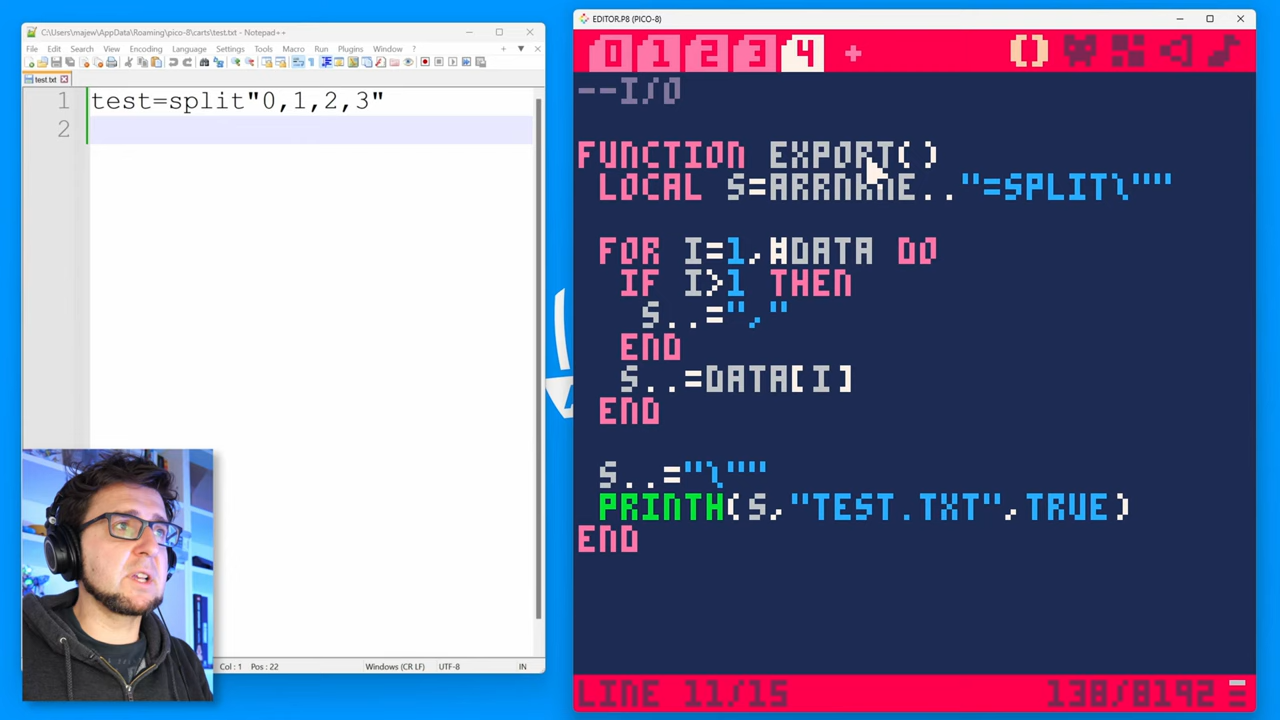 C:\Users\majew\AppData\Roaming\pico-8\carts\test.txt - Notepad++
File Edit Search View Encoding Language Settings Tools Macro Run Plugins Window ?
test.txt
1 test=split"0,1,2,3"
2
Col : 1 Pos : 22 Windows (CR LF) UTF-8 IN
EDITOR.P8 (PICO-8)
0 1 2 3 4 +
--I/O
FUNCTION EXPORT()
LOCAL S=ARRNAME.."=SPLIT\""
FOR I=1,#DATA DO
IF I>1 THEN
S..=","
END
S..=DATA[I]
END
S..="\""
PRINTH(S,"TEST.TXT",TRUE)
END
LINE 11/15 138/8192